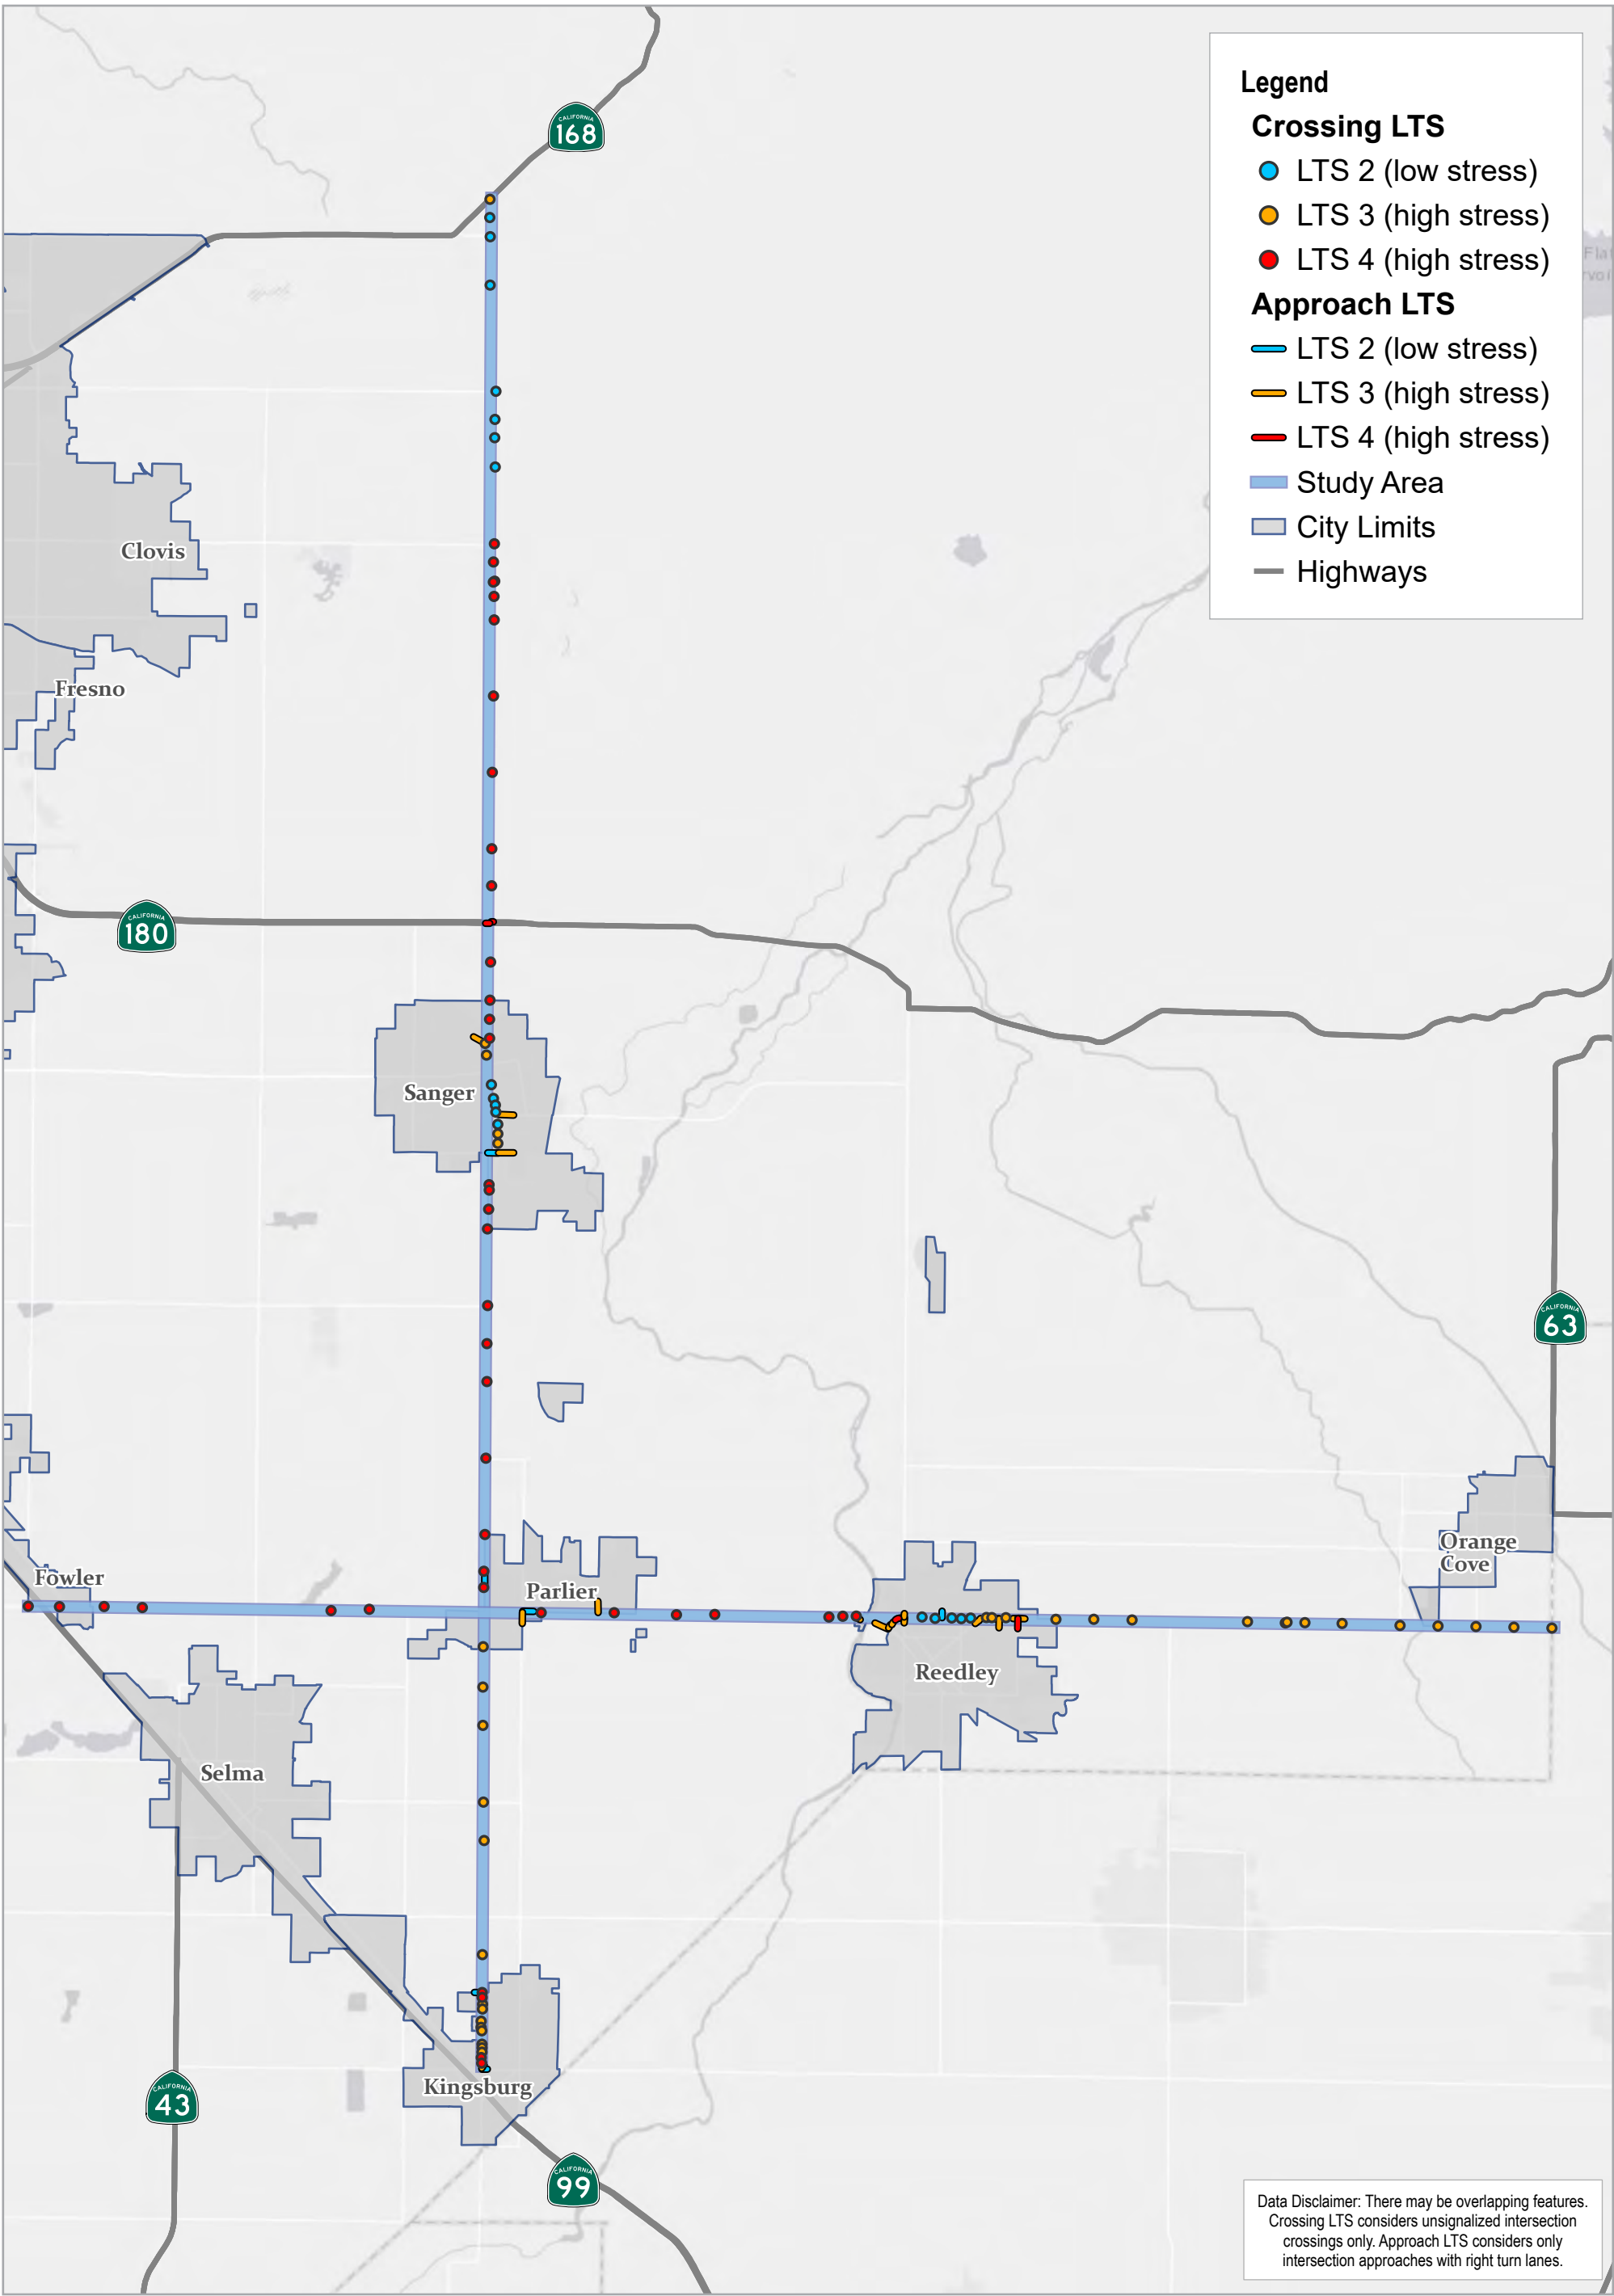 Legend
Crossing LTS
LTS 2 (low stress)
LTS 3 (high stress)
LTS 4 (high stress)
Approach LTS
LTS 2 (low stress)
LTS 3 (high stress)
LTS 4 (high stress)
Study Area
City Limits
Highways
CALIFORNIA
168
Clovis
Fresno
CALIFORNIA
180
Sanger
CALIFORNIA
63
Orange
Cove
Fowler
Parlier
Reedley
Selma
Kingsburg
CALIFORNIA
43
CALIFORNIA
99
Data Disclaimer: There may be overlapping features.
Crossing LTS considers unsignalized intersection
crossings only. Approach LTS considers only
intersection approaches with right turn lanes.